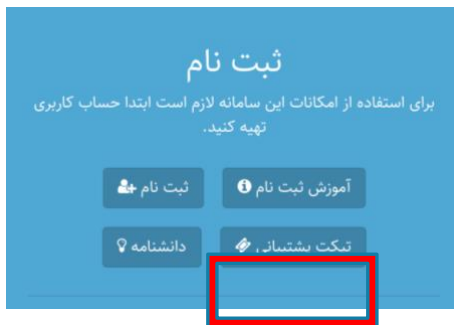 ثبت نام
برای استفاده از امکانات این سامانه لازم است ابتدا حساب کاربری
تهیه کنید.
آموزش ثبت نام
ثبت نام
تیکت پشتیبانی
دانشنامه